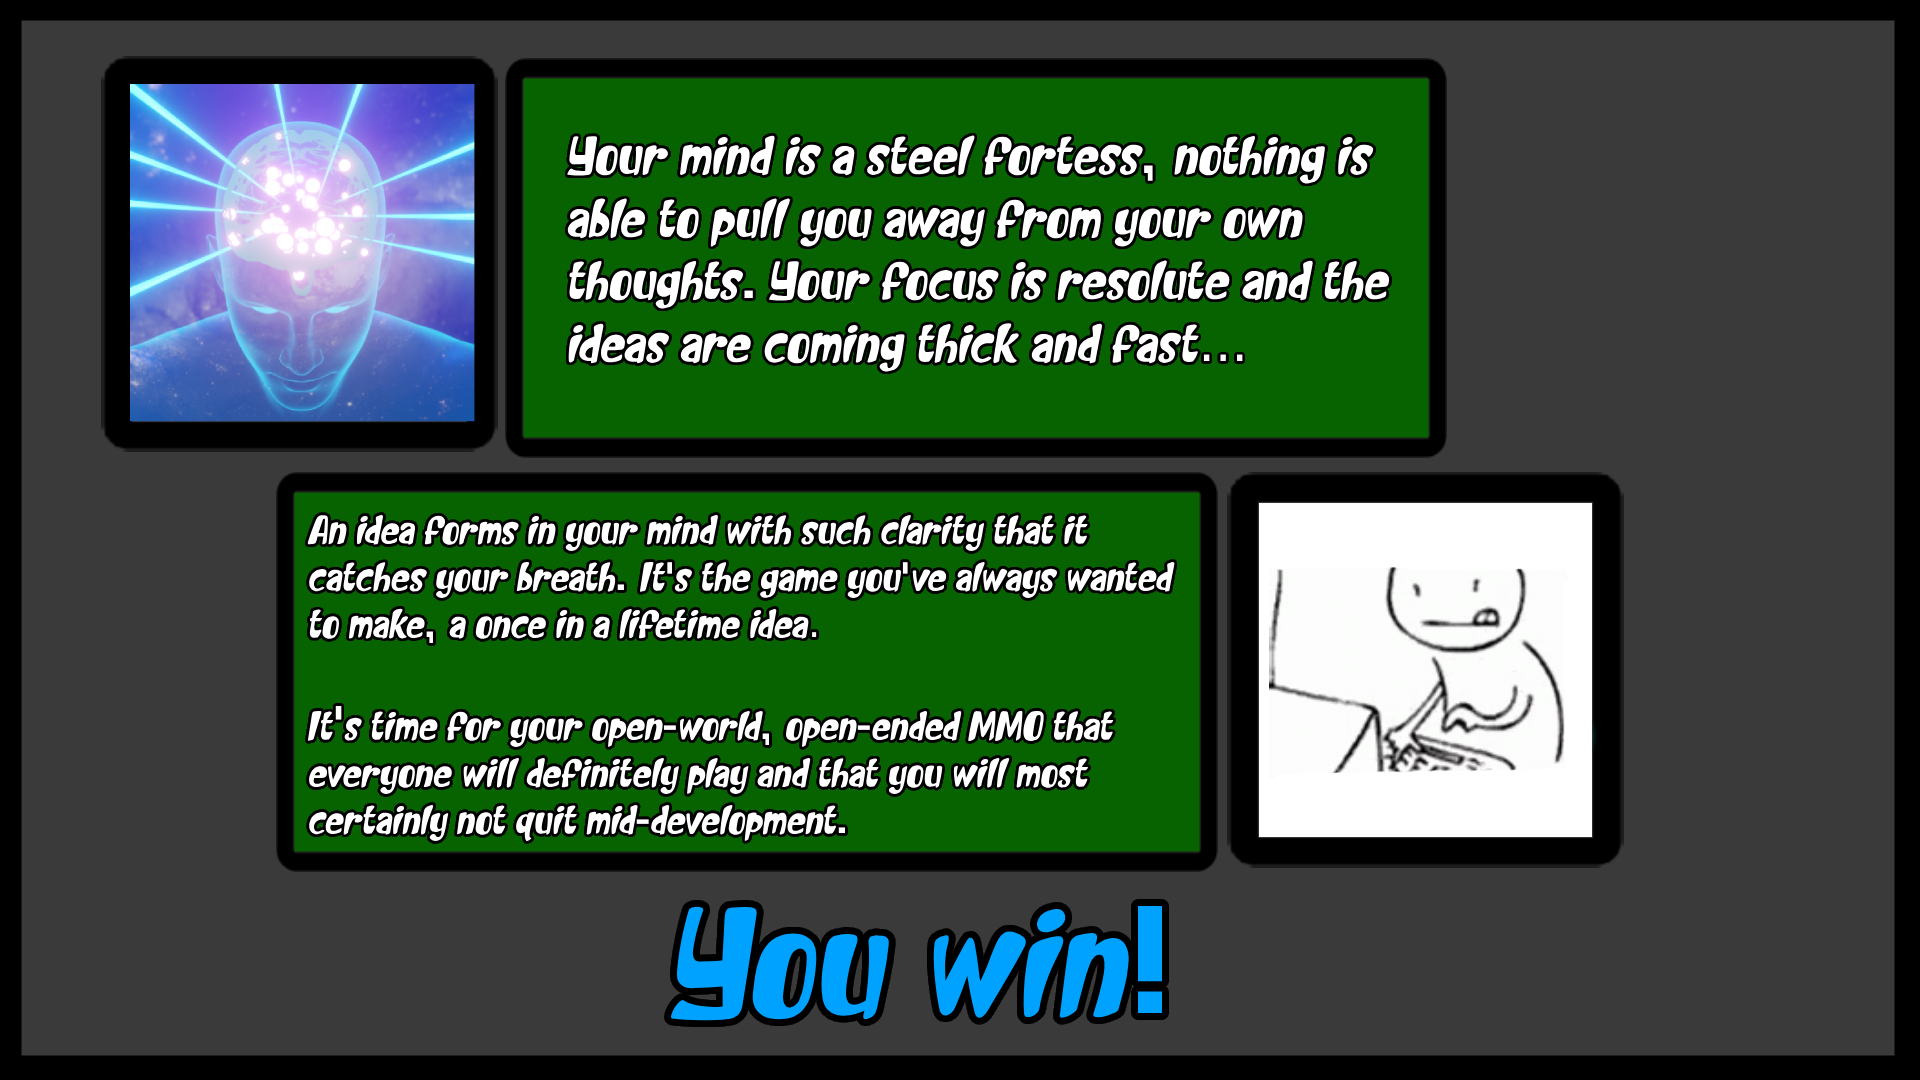 Your mind is a steel fortess, nothing is
able to pull you away from your own
thoughts. Your focus is resolute and the
ideas are coming thick and fast...
An idea forms in your mind with such clarity that it
catches your breath. It's the game you've always wanted
to make, a once in a lifetime idea.
It's time for your open-world, open-ended MMO that
everyone will definitely play and that you will most
certainly not quit mid-development.
You win!